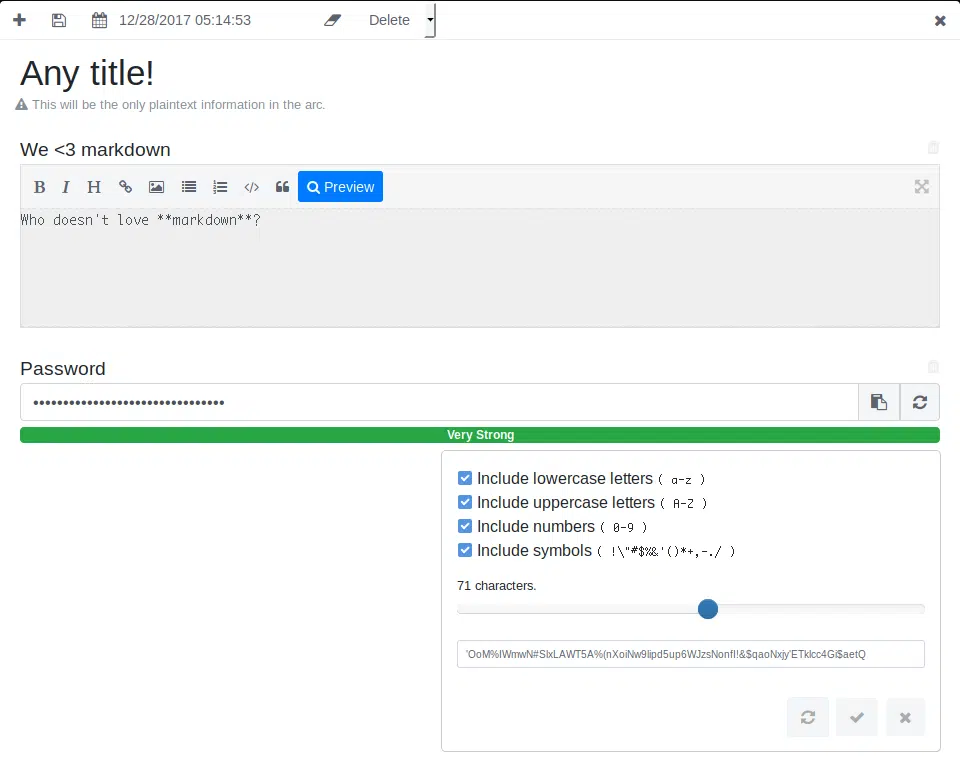 12/28/2017 05:14:53 Delete
Any title!
This will be the only plaintext information in the arc.
We <3 markdown
B I H Preview
Who doesn't love **markdown**?
Password
••••••••••••••••••••••••••••••••
Very Strong
Include lowercase letters ( a-z )
Include uppercase letters ( A-Z )
Include numbers ( 0-9 )
Include symbols ( !\"#$%&'()*+,-./ )
71 characters.
'OoM%IWmwN#SlxLAWT5A%(nXoiNw9lipd5up6WJzsNonfI!&$qaoNxjy'ETklcc4Gi$aetQ